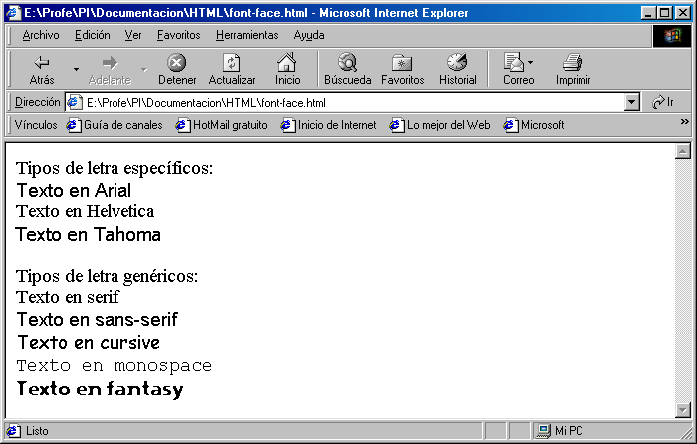 E:\Profe\PI\Documentacion\HTML\font-face.html - Microsoft Internet Explorer
Archivo Edición Ver Favoritos Herramientas Ayuda
Atrás Adelante Detener Actualizar Inicio Búsqueda Favoritos Historial Correo Imprimir
Dirección E:\Profe\PI\Documentacion\HTML\font-face.html Ir
Vínculos Guía de canales HotMail gratuito Inicio de Internet Lo mejor del Web Microsoft »
Tipos de letra específicos:
Texto en Arial
Texto en Helvetica
Texto en Tahoma
Tipos de letra genéricos:
Texto en serif
Texto en sans-serif
Texto en cursive
Texto en monospace
Texto en fantasy
Listo Mi PC